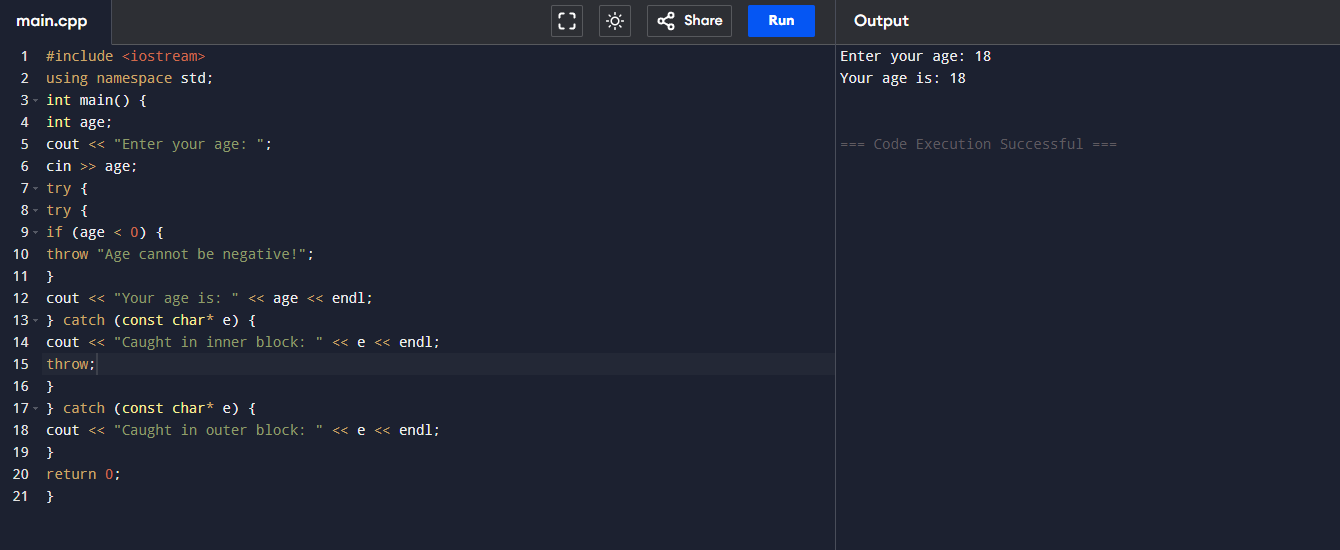 main.cpp
Share
Run
Output
1 #include <iostream>
2 using namespace std;
3 int main() {
4 int age;
5 cout << "Enter your age: ";
6 cin >> age;
7 try {
8 try {
9 if (age < 0) {
10 throw "Age cannot be negative!";
11 }
12 cout << "Your age is: " << age << endl;
13 } catch (const char* e) {
14 cout << "Caught in inner block: " << e << endl;
15 throw;
16 }
17 } catch (const char* e) {
18 cout << "Caught in outer block: " << e << endl;
19 }
20 return 0;
21 }
Enter your age: 18
Your age is: 18
=== Code Execution Successful ===